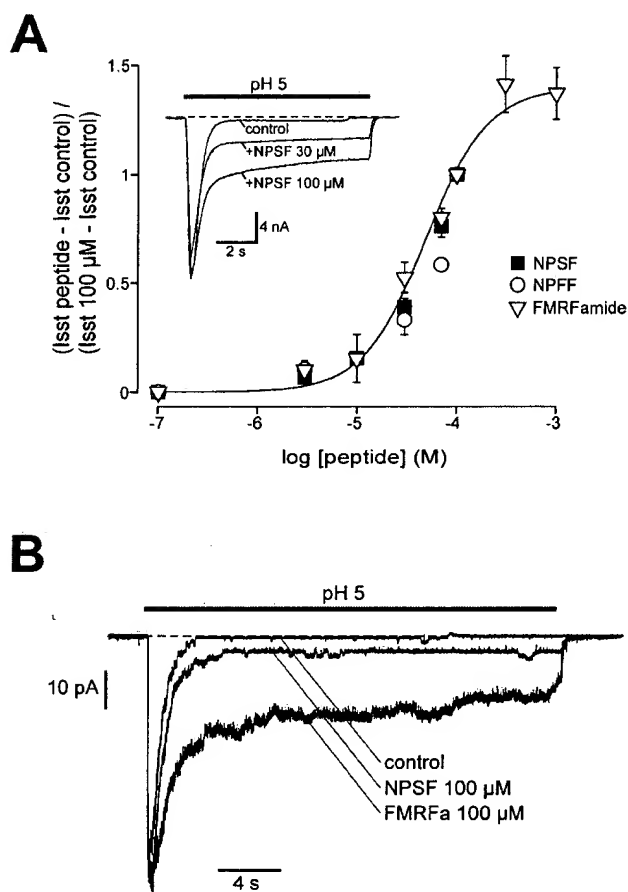 A
(Isst peptide - Isst control) /
(Isst 100 µM - Isst control)
1.5
1
0.5
0
pH 5
control
+NPSF 30 µM
+NPSF 100 µM
4 nA
2 s
NPSF
NPFF
FMRFamide
-7
-6
-5
-4
-3
log [peptide] (M)
B
pH 5
10 pA
control
NPSF 100 µM
FMRFa 100 µM
4 s